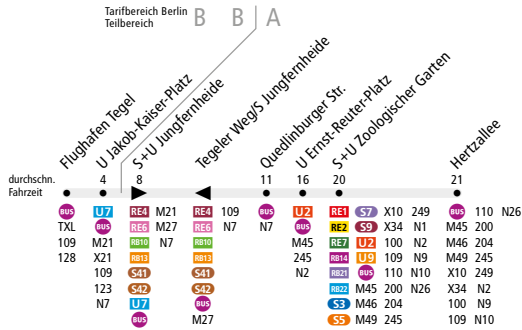 Tarifbereich Berlin
Teilbereich
B B A
Flughafen Tegel
U Jakob-Kaiser-Platz
S+U Jungfernheide
Tegeler Weg/S Jungfernheide
Quedlinburger Str.
U Ernst-Reuter-Platz
S+U Zoologischer Garten
Hertzallee
durchschn.
Fahrzeit
4 8 11 16 20 21
BUS U7 RE4 M21 RE4 109 BUS U2 RE1 S7 X10 249 BUS 110 N26
TXL BUS RE6 M27 RE6 N7 N7 BUS RE2 S9 X34 N1 M45 200
109 M21 RB10 N7 RB10 M45 RE7 U2 100 N2 M46 204
128 X21 RB13 RB13 245 RB14 U9 109 N9 M49 245
109 S41 S41 N2 RB21 BUS 110 N10 X10 249
123 S42 S42 RB22 M45 200 N26 X34 N2
N7 U7 BUS S3 M46 204 100 N9
BUS M27 S5 M49 245 109 N10